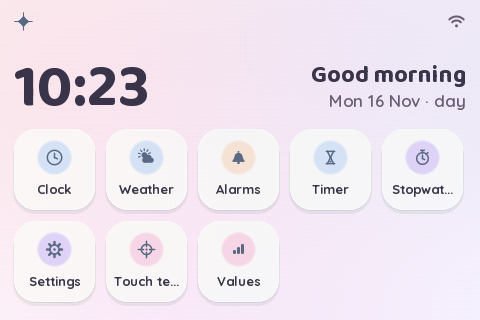 10:23
Good morning
Mon 16 Nov · day
Clock
Weather
Alarms
Timer
Stopwat...
Settings
Touch te...
Values